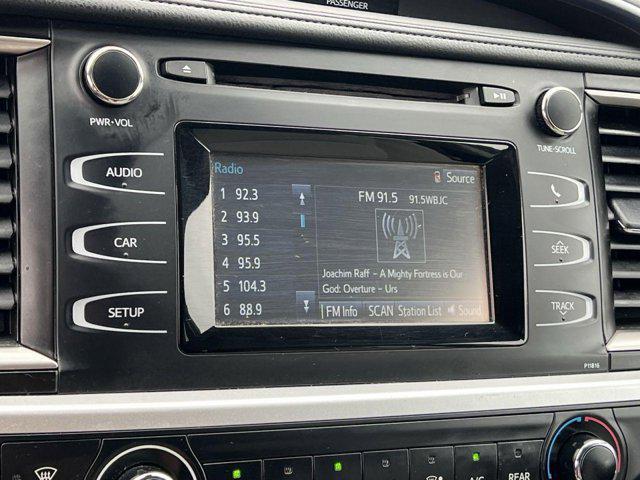 PASSENGER
PWR-VOL
TUNE-SCROLL
AUDIO
CAR
SETUP
SEEK
TRACK
Radio
Source
1 92.3
2 93.9
3 95.5
4 95.9
5 104.3
6 88.9
FM 91.5 91.5WBJC
Joachim Raff - A Mighty Fortress is Our
God: Overture - Urs
FM Info SCAN Station List Sound
P11816
A/C
REAR